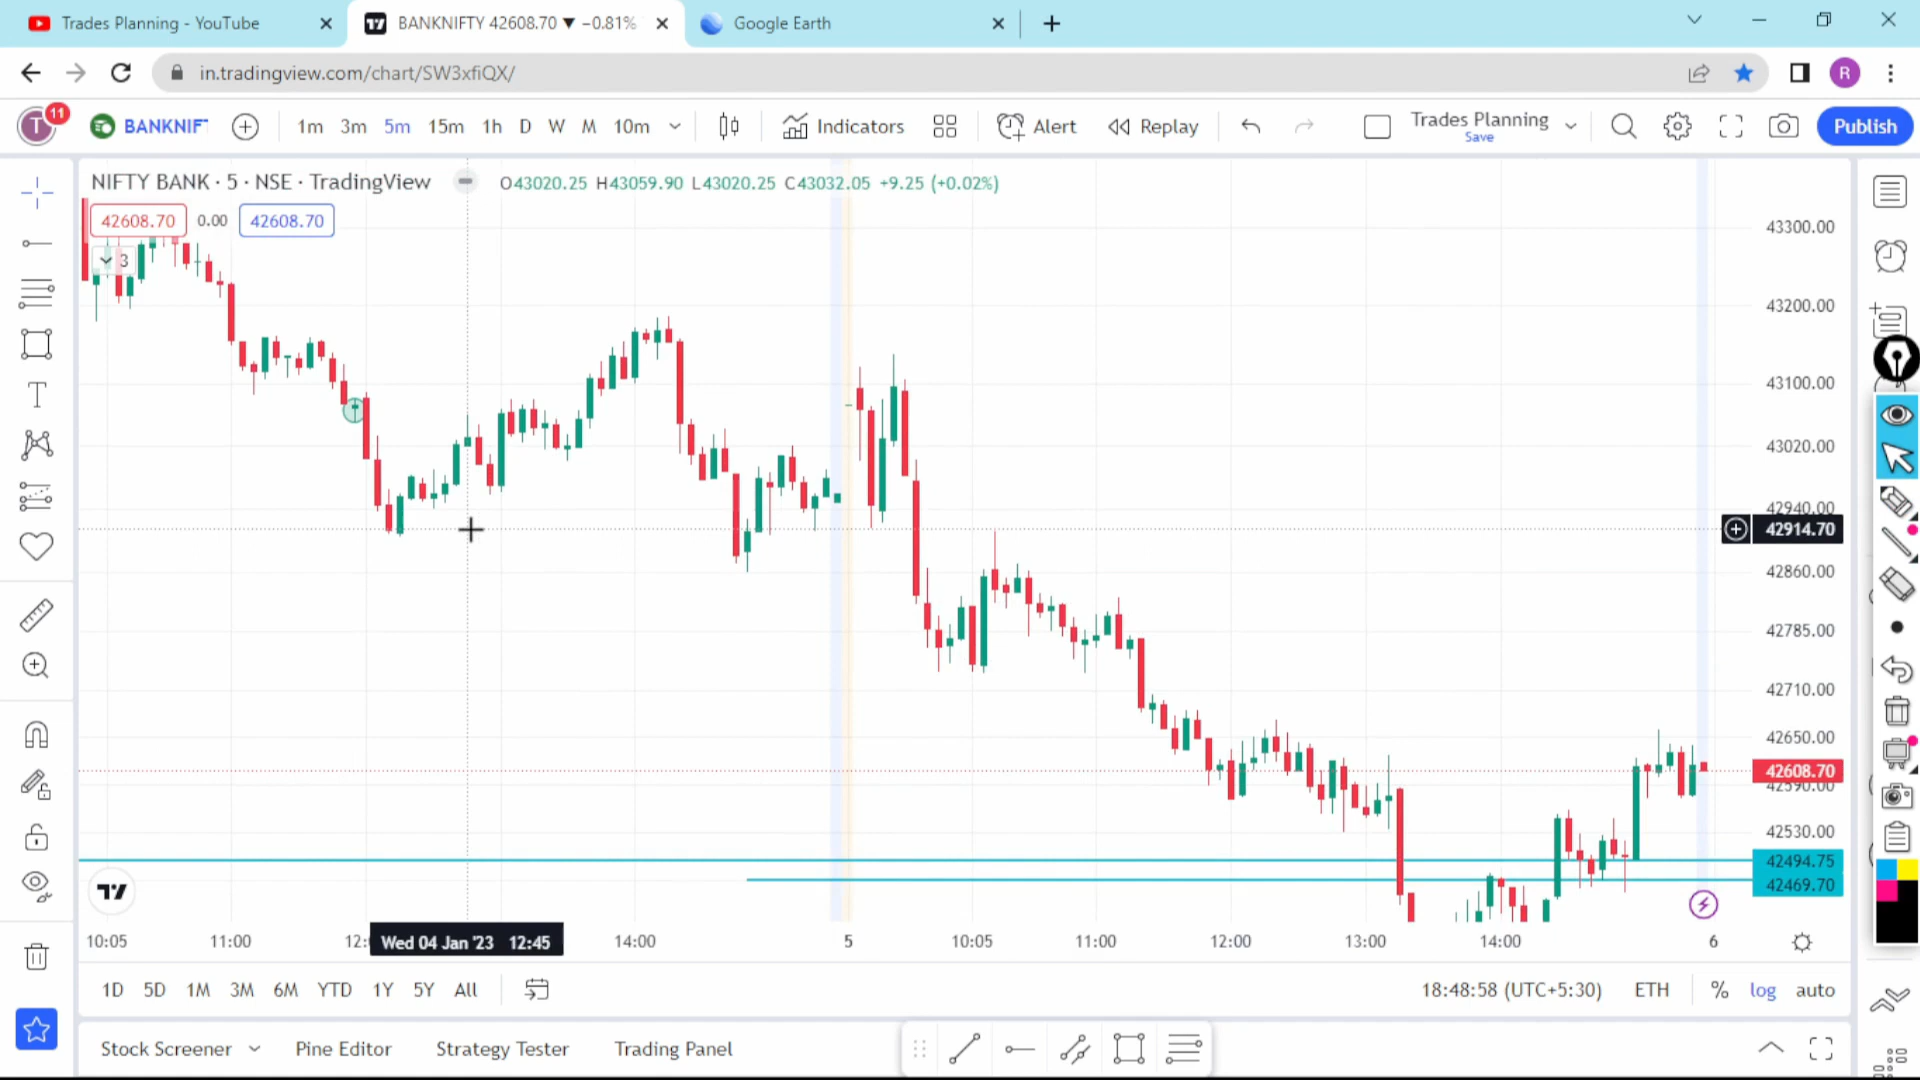 Trades Planning - YouTube
BANKNIFTY 42608.70 ▼ −0.81%
Google Earth
in.tradingview.com/chart/SW3xfiQX/
R
T
11
BANKNIF
1m 3m 5m 15m 1h D W M 10m
Indicators
Alert
Replay
Trades Planning
Save
Publish
NIFTY BANK · 5 · NSE · TradingView
O43020.25 H43059.90 L43020.25 C43032.05 +9.25 (+0.02%)
42608.70 0.00 42608.70
3
43300.00
43200.00
43100.00
43020.00
42940.00
42914.70
42860.00
42785.00
42710.00
42650.00
42608.70
42590.00
42530.00
42494.75
42469.70
10:05 11:00 12: Wed 04 Jan '23 12:45 14:00 5 10:05 11:00 12:00 13:00 14:00 6
1D 5D 1M 3M 6M YTD 1Y 5Y All
18:48:58 (UTC+5:30) ETH % log auto
Stock Screener Pine Editor Strategy Tester Trading Panel